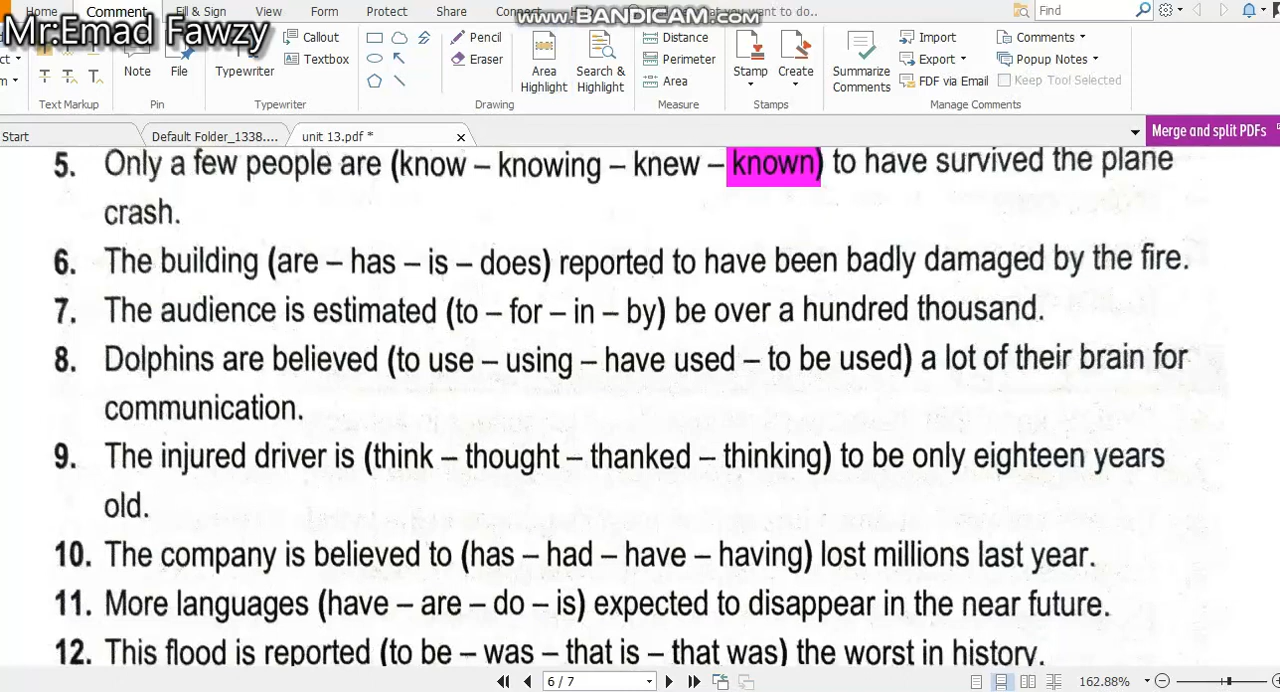 Home Comment Fill & Sign View Form Protect Share Connect www.BANDICAM.com you want to do.. Find
Mr:Emad Fawzy
Callout Pencil Distance Import Comments
Textbox Eraser Perimeter Export Popup Notes
Note File Typewriter Area Highlight Search & Highlight Area Stamp Create Summarize Comments FDF via Email Keep Tool Selected
Text Markup Pin Typewriter Drawing Measure Stamps Manage Comments
Start Default Folder_1338.... unit 13.pdf * Merge and split PDFs
5. Only a few people are (know – knowing – knew – known) to have survived the plane
crash.
6. The building (are – has – is – does) reported to have been badly damaged by the fire.
7. The audience is estimated (to – for – in – by) be over a hundred thousand.
8. Dolphins are believed (to use – using – have used – to be used) a lot of their brain for
communication.
9. The injured driver is (think – thought – thanked – thinking) to be only eighteen years
old.
10. The company is believed to (has – had – have – having) lost millions last year.
11. More languages (have – are – do – is) expected to disappear in the near future.
12. This flood is reported (to be – was – that is – that was) the worst in history.
6 / 7 162.88%